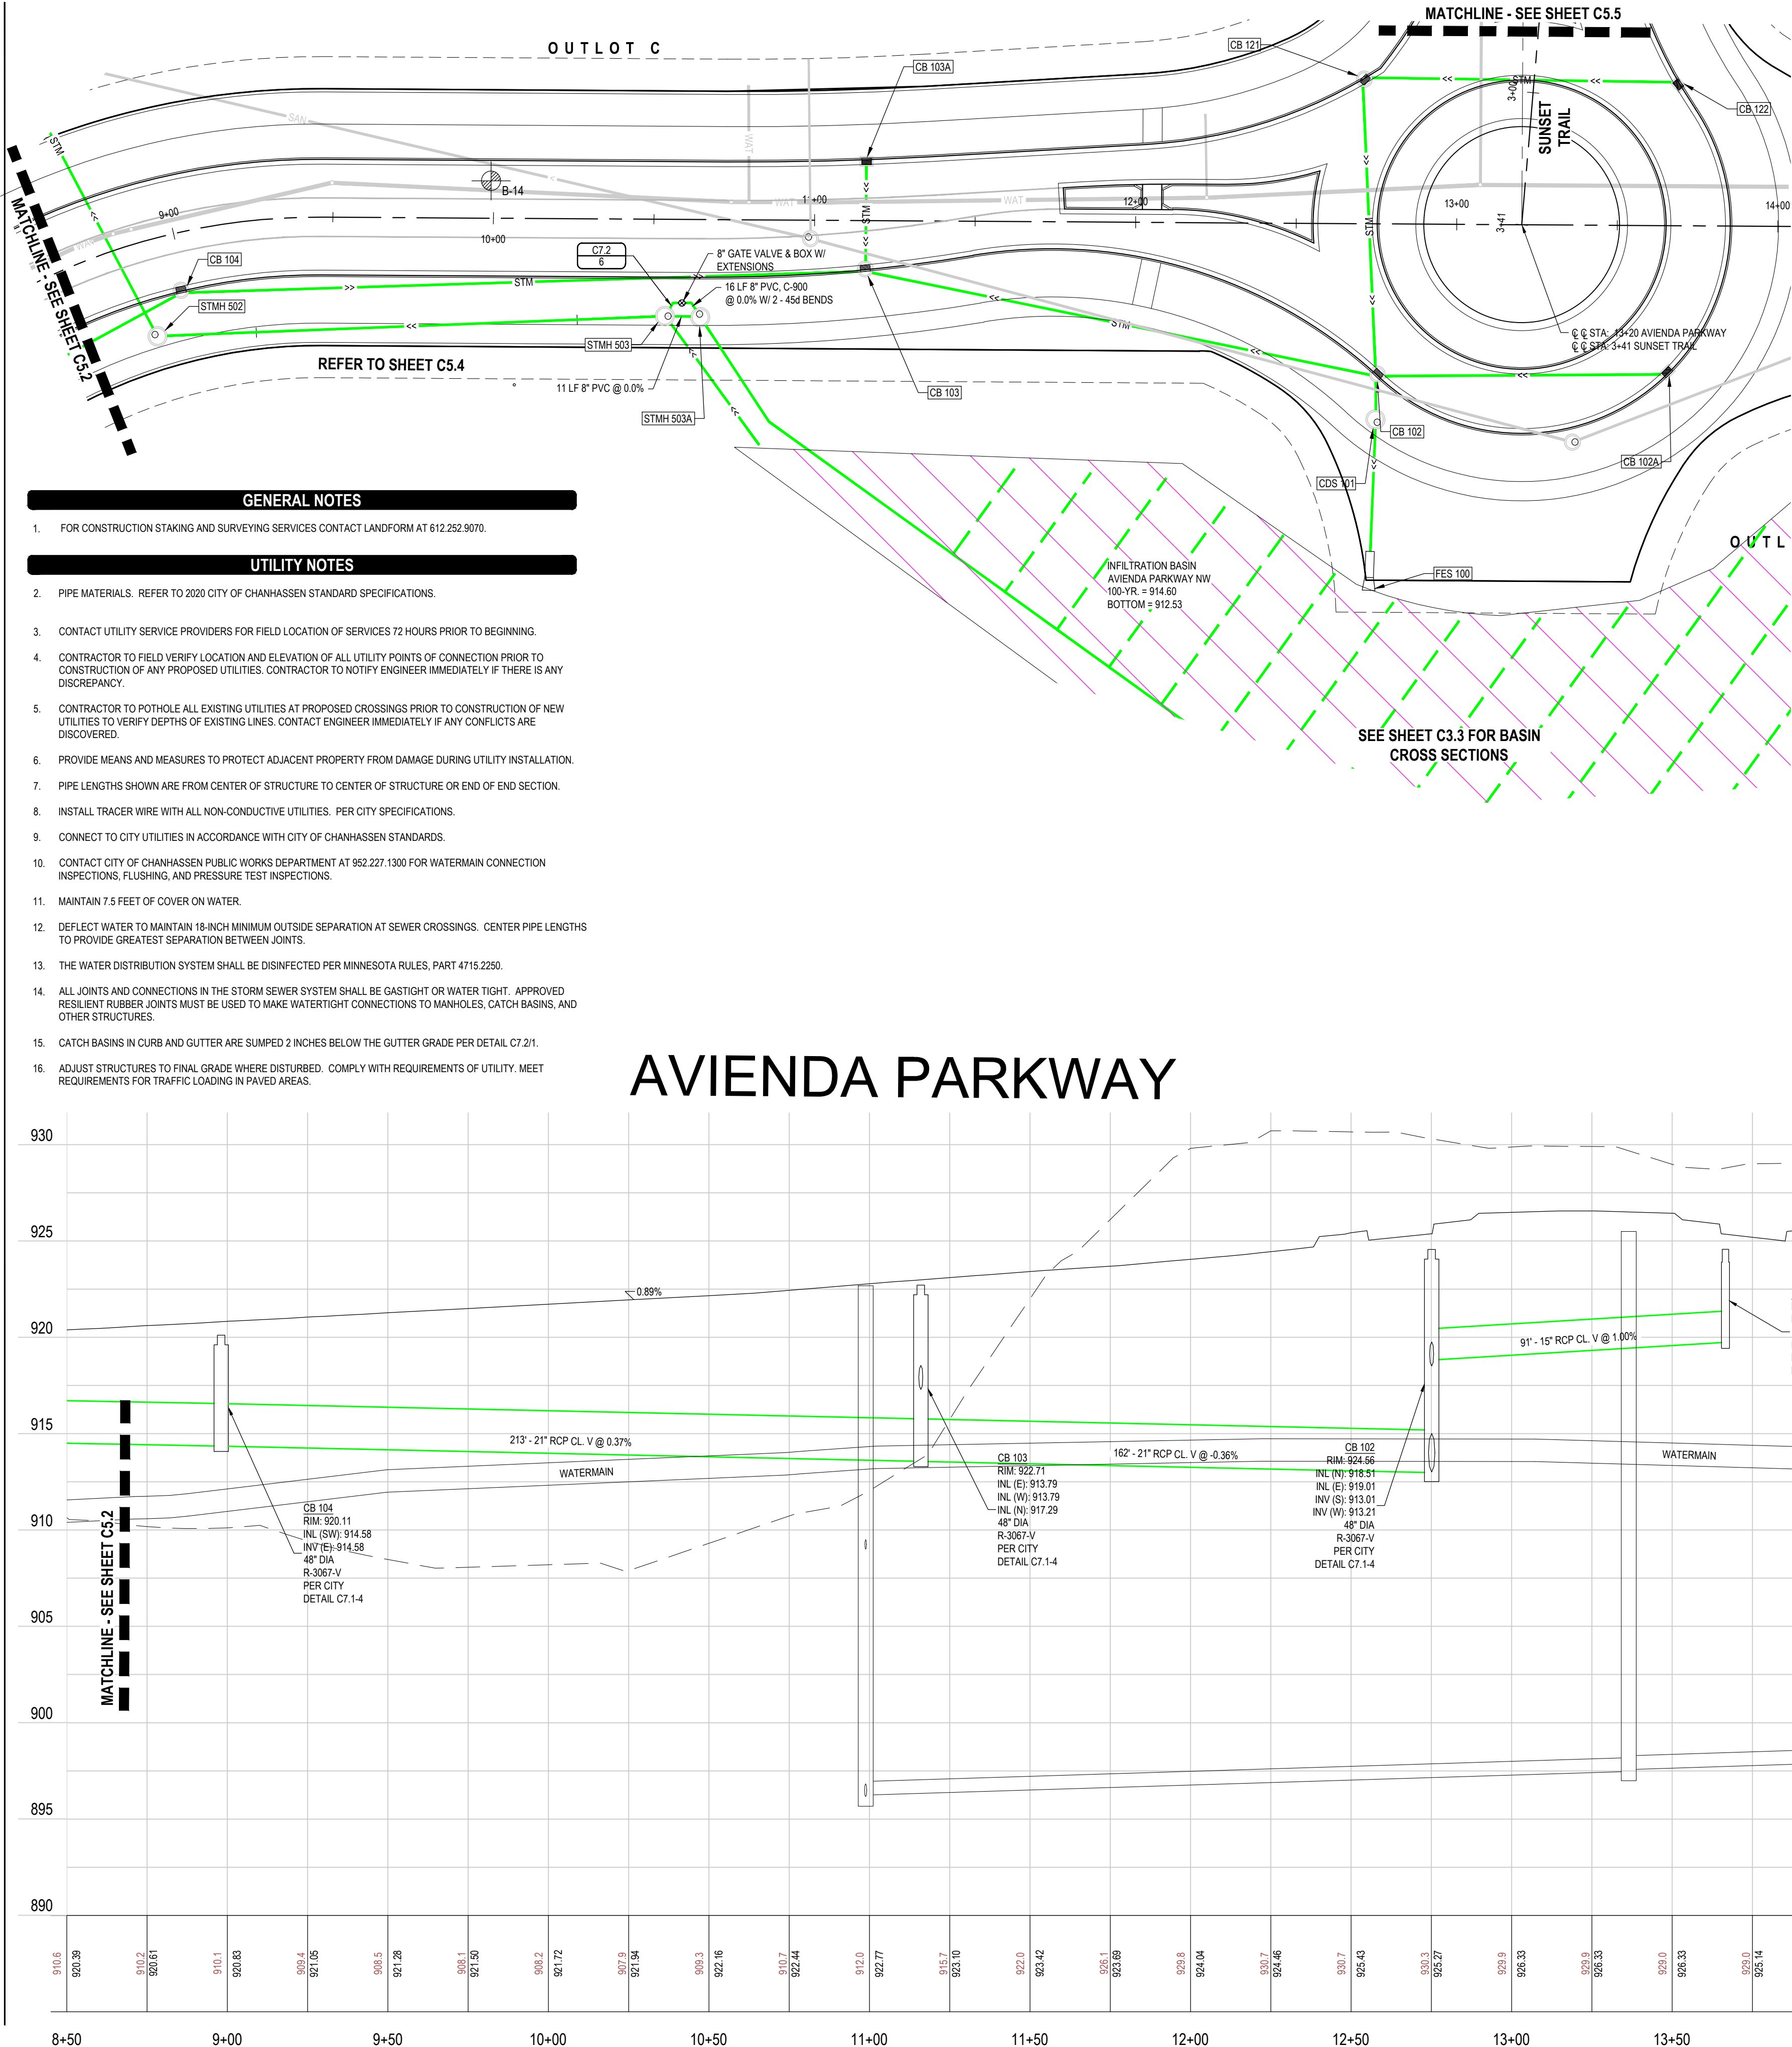 MATCHLINE - SEE SHEET C5.5
OUTLOT C
CB 103A
CB 121
CB 122
STM
3+00
SUNSET
TRAIL
SAN
STM
WAT
B-14
STM
STM
MATCHLINE - SEE SHEET C5.2
9+00
WAT
WAT
11+00
WAT
12+00
13+00
3+41
14+00
10+00
CB 104
C7.2
6
8" GATE VALVE & BOX W/
EXTENSIONS
STM
16 LF 8" PVC, C-900
@ 0.0% W/ 2 - 45d BENDS
STMH 502
STM
STMH 503
℄ ℄ STA: 13+20 AVIENDA PARKWAY
℄ ℄ STA: 3+41 SUNSET TRAIL
REFER TO SHEET C5.4
11 LF 8" PVC @ 0.0%
CB 103
STMH 503A
CB 102
CB 102A
CDS 101
OUTL
INFILTRATION BASIN
AVIENDA PARKWAY NW
100-YR. = 914.60
BOTTOM = 912.53
FES 100
SEE SHEET C3.3 FOR BASIN
CROSS SECTIONS
GENERAL NOTES
1. FOR CONSTRUCTION STAKING AND SURVEYING SERVICES CONTACT LANDFORM AT 612.252.9070.
UTILITY NOTES
2. PIPE MATERIALS. REFER TO 2020 CITY OF CHANHASSEN STANDARD SPECIFICATIONS.
3. CONTACT UTILITY SERVICE PROVIDERS FOR FIELD LOCATION OF SERVICES 72 HOURS PRIOR TO BEGINNING.
4. CONTRACTOR TO FIELD VERIFY LOCATION AND ELEVATION OF ALL UTILITY POINTS OF CONNECTION PRIOR TO
CONSTRUCTION OF ANY PROPOSED UTILITIES. CONTRACTOR TO NOTIFY ENGINEER IMMEDIATELY IF THERE IS ANY
DISCREPANCY.
5. CONTRACTOR TO POTHOLE ALL EXISTING UTILITIES AT PROPOSED CROSSINGS PRIOR TO CONSTRUCTION OF NEW
UTILITIES TO VERIFY DEPTHS OF EXISTING LINES. CONTACT ENGINEER IMMEDIATELY IF ANY CONFLICTS ARE
DISCOVERED.
6. PROVIDE MEANS AND MEASURES TO PROTECT ADJACENT PROPERTY FROM DAMAGE DURING UTILITY INSTALLATION.
7. PIPE LENGTHS SHOWN ARE FROM CENTER OF STRUCTURE TO CENTER OF STRUCTURE OR END OF END SECTION.
8. INSTALL TRACER WIRE WITH ALL NON-CONDUCTIVE UTILITIES. PER CITY SPECIFICATIONS.
9. CONNECT TO CITY UTILITIES IN ACCORDANCE WITH CITY OF CHANHASSEN STANDARDS.
10. CONTACT CITY OF CHANHASSEN PUBLIC WORKS DEPARTMENT AT 952.227.1300 FOR WATERMAIN CONNECTION
INSPECTIONS, FLUSHING, AND PRESSURE TEST INSPECTIONS.
11. MAINTAIN 7.5 FEET OF COVER ON WATER.
12. DEFLECT WATER TO MAINTAIN 18-INCH MINIMUM OUTSIDE SEPARATION AT SEWER CROSSINGS. CENTER PIPE LENGTHS
TO PROVIDE GREATEST SEPARATION BETWEEN JOINTS.
13. THE WATER DISTRIBUTION SYSTEM SHALL BE DISINFECTED PER MINNESOTA RULES, PART 4715.2250.
14. ALL JOINTS AND CONNECTIONS IN THE STORM SEWER SYSTEM SHALL BE GASTIGHT OR WATER TIGHT. APPROVED
RESILIENT RUBBER JOINTS MUST BE USED TO MAKE WATERTIGHT CONNECTIONS TO MANHOLES, CATCH BASINS, AND
OTHER STRUCTURES.
15. CATCH BASINS IN CURB AND GUTTER ARE SUMPED 2 INCHES BELOW THE GUTTER GRADE PER DETAIL C7.2/1.
16. ADJUST STRUCTURES TO FINAL GRADE WHERE DISTURBED. COMPLY WITH REQUIREMENTS OF UTILITY. MEET
REQUIREMENTS FOR TRAFFIC LOADING IN PAVED AREAS.
AVIENDA PARKWAY
930
925
920
915
910
905
900
895
890
0.89%
91' - 15" RCP CL. V @ 1.00%
213' - 21" RCP CL. V @ 0.37%
162' - 21" RCP CL. V @ -0.36%
WATERMAIN
WATERMAIN
MATCHLINE - SEE SHEET C5.2
CB 104
RIM: 920.11
INL (SW): 914.58
INV (E): 914.58
48" DIA
R-3067-V
PER CITY
DETAIL C7.1-4
CB 103
RIM: 922.71
INL (E): 913.79
INL (W): 913.79
INL (N): 917.29
48" DIA
R-3067-V
PER CITY
DETAIL C7.1-4
CB 102
RIM: 924.56
INL (N): 918.51
INL (E): 919.01
INV (S): 913.01
INV (W): 913.21
48" DIA
R-3067-V
PER CITY
DETAIL C7.1-4
910.6 920.39
910.2 920.61
910.1 920.83
909.4 921.05
908.5 921.28
908.1 921.50
908.2 921.72
907.9 921.94
909.3 922.16
910.7 922.44
912.0 922.77
915.7 923.10
922.0 923.42
926.1 923.69
929.8 924.04
930.7 924.46
930.7 925.43
930.3 925.27
929.9 926.33
929.9 926.33
929.0 926.33
929.0 925.14
8+50 9+00 9+50 10+00 10+50 11+00 11+50 12+00 12+50 13+00 13+50